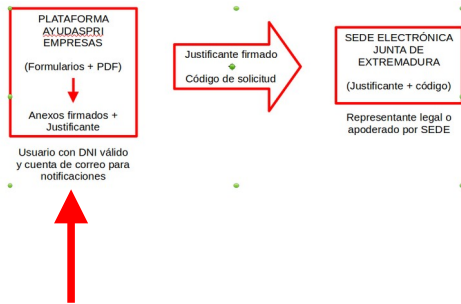 PLATAFORMA
AYUDASPRI
EMPRESAS
(Formularios + PDF)
Anexos firmados +
Justificante
Usuario con DNI válido
y cuenta de correo para
notificaciones
Justificante firmado
Código de solicitud
SEDE ELECTRÓNICA
JUNTA DE
EXTREMADURA
(Justificante + código)
Representante legal o
apoderado por SEDE